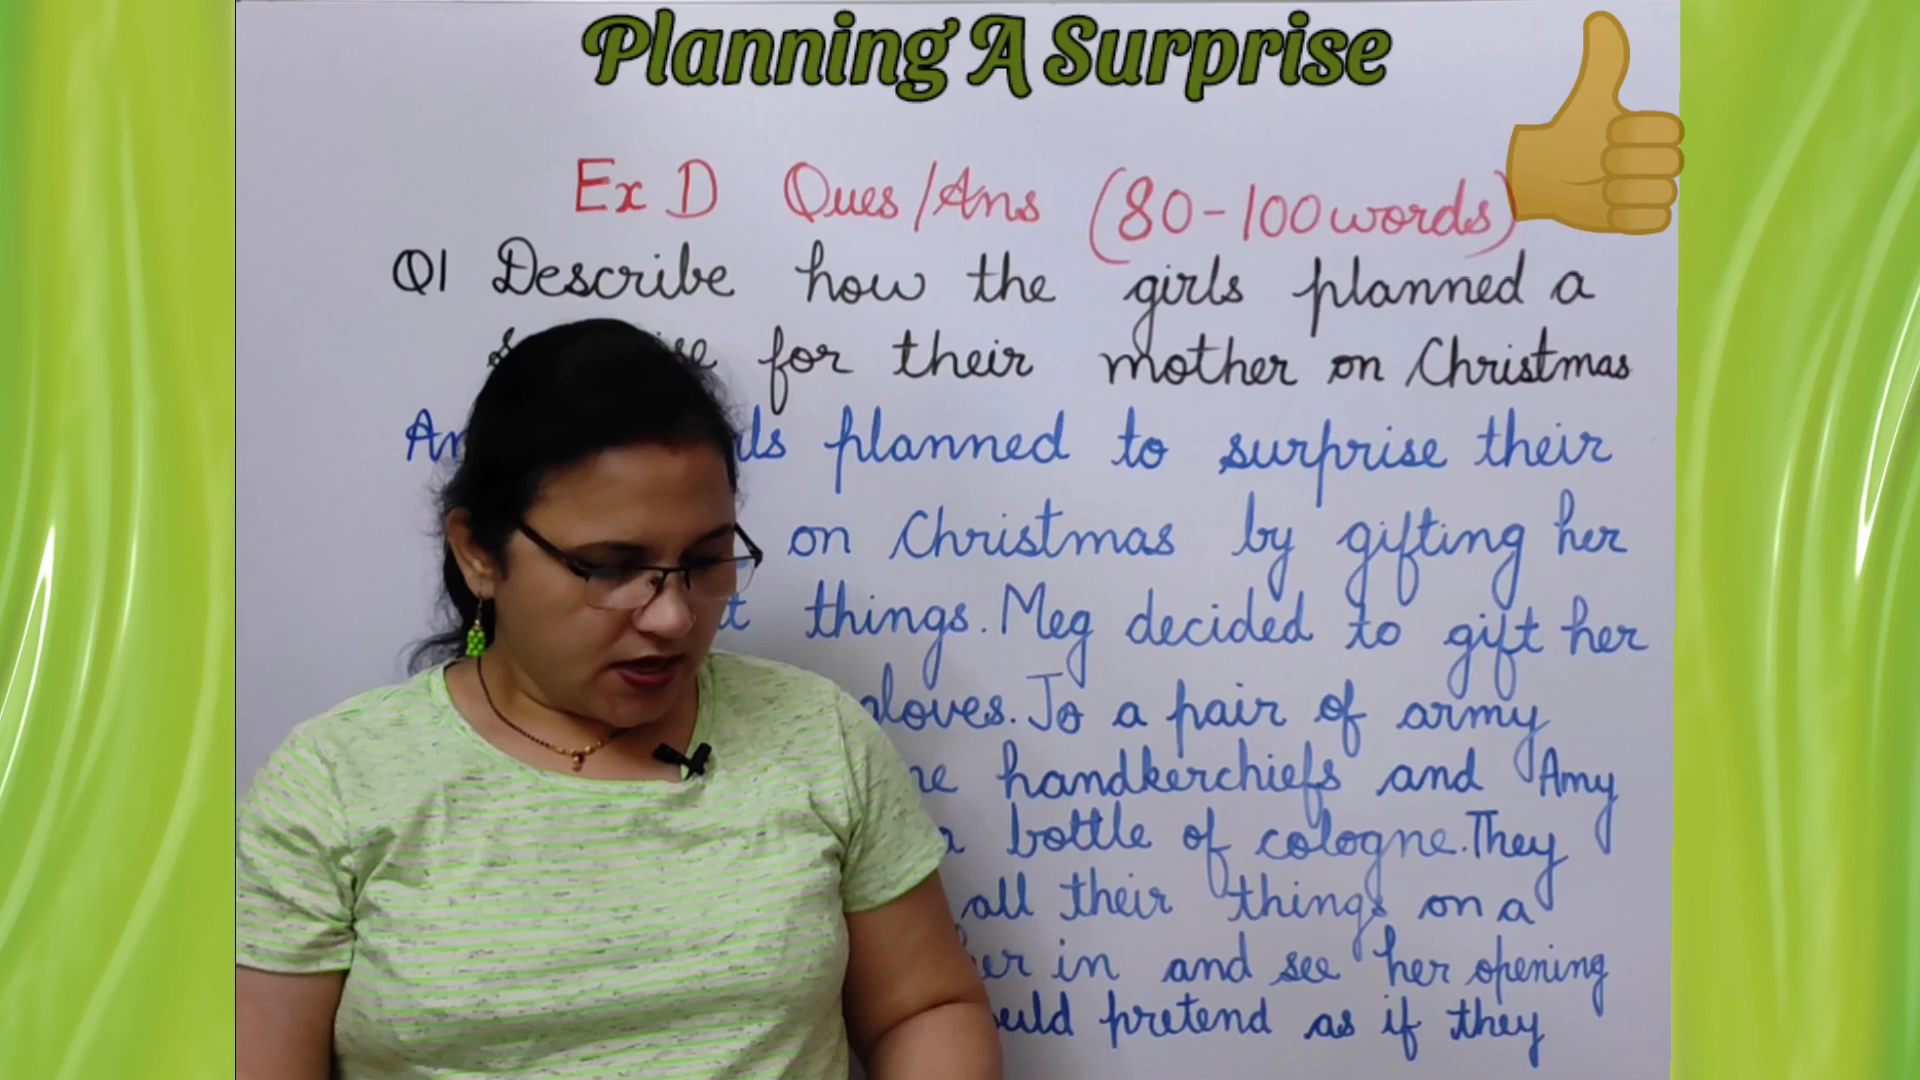 Planning A Surprise
Ex D Ques/Ans (80-100 words)
Q1 Describe how the girls planned a
for their mother on Christmas
planned to surprise their
on Christmas by gifting her
things. Meg decided to gift her
gloves. Jo a pair of army
handkerchiefs and Amy
a bottle of cologne. They
all their things on a
in and see her opening
pretend as if they